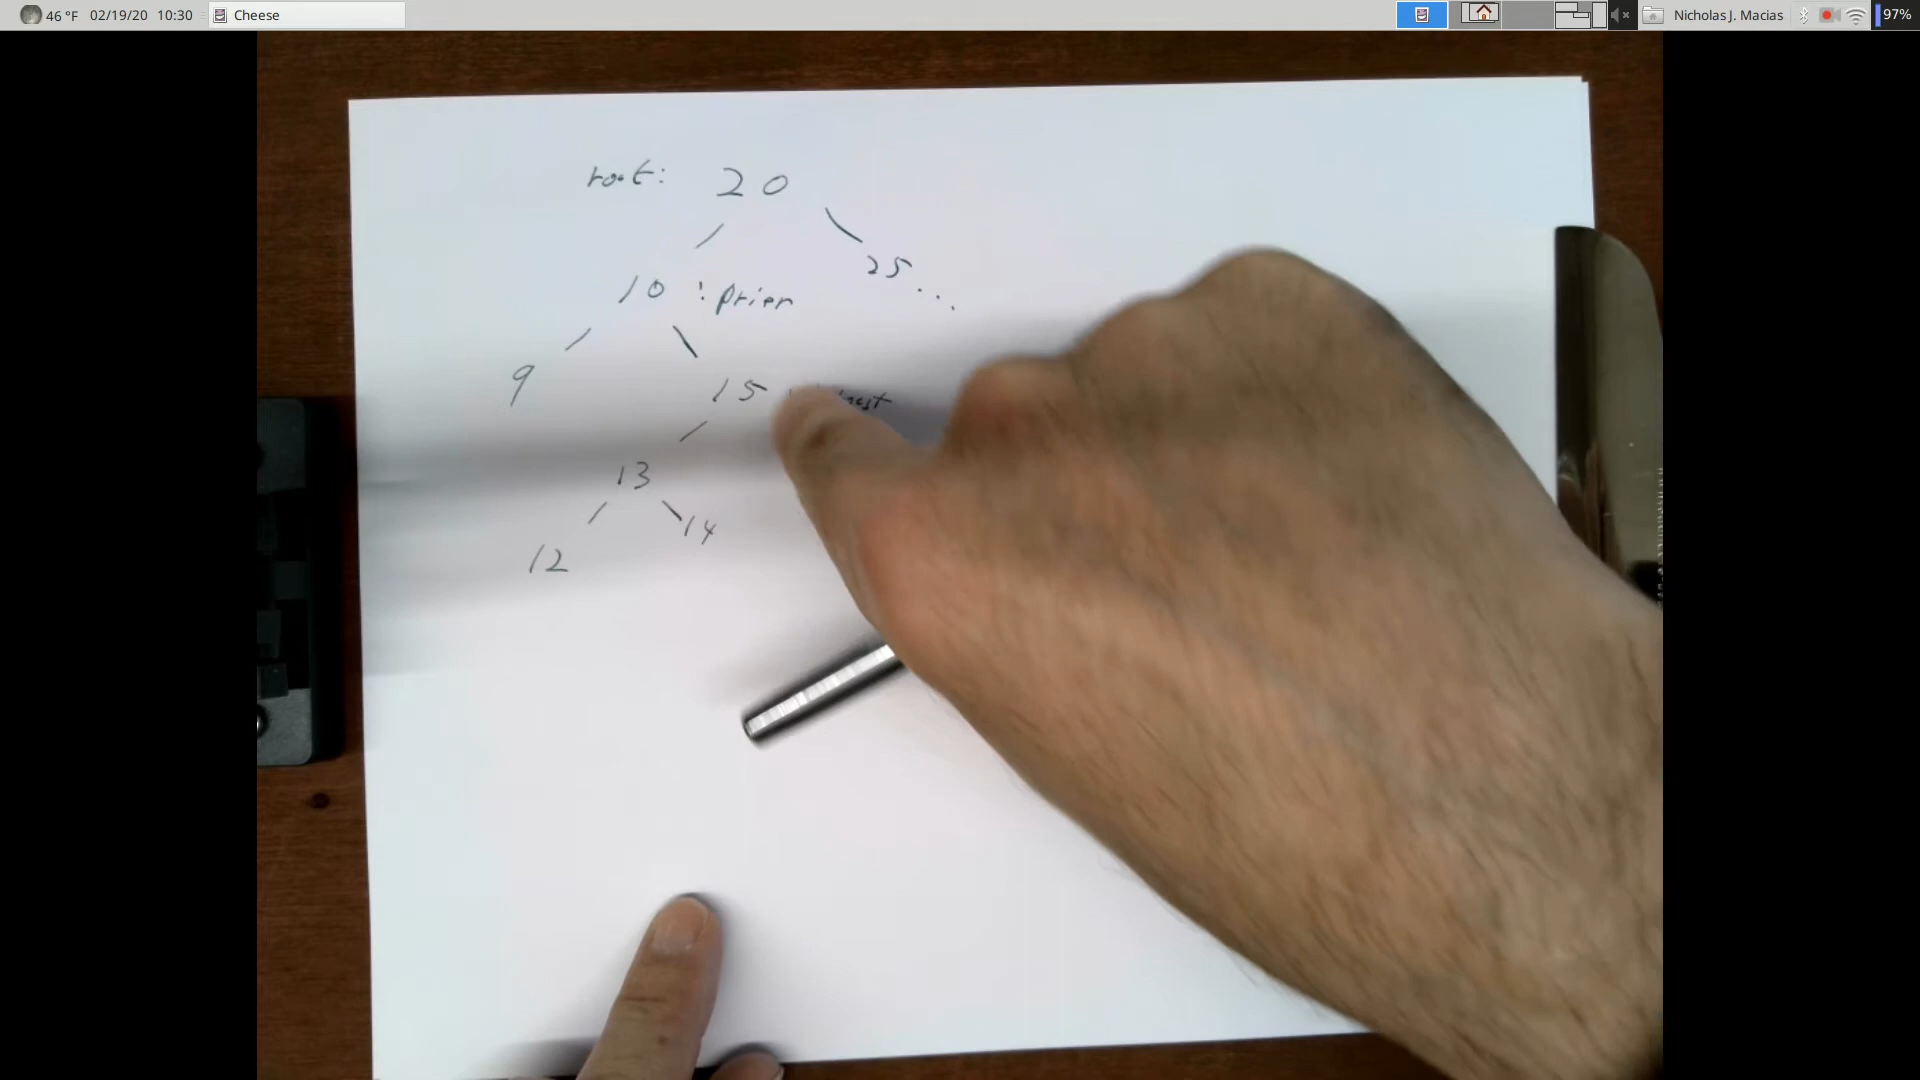 46 °F 02/19/20 10:30 Cheese Nicholas J. Macias 97%
root: 20
25...
10 : prior
9
15
13
14
12